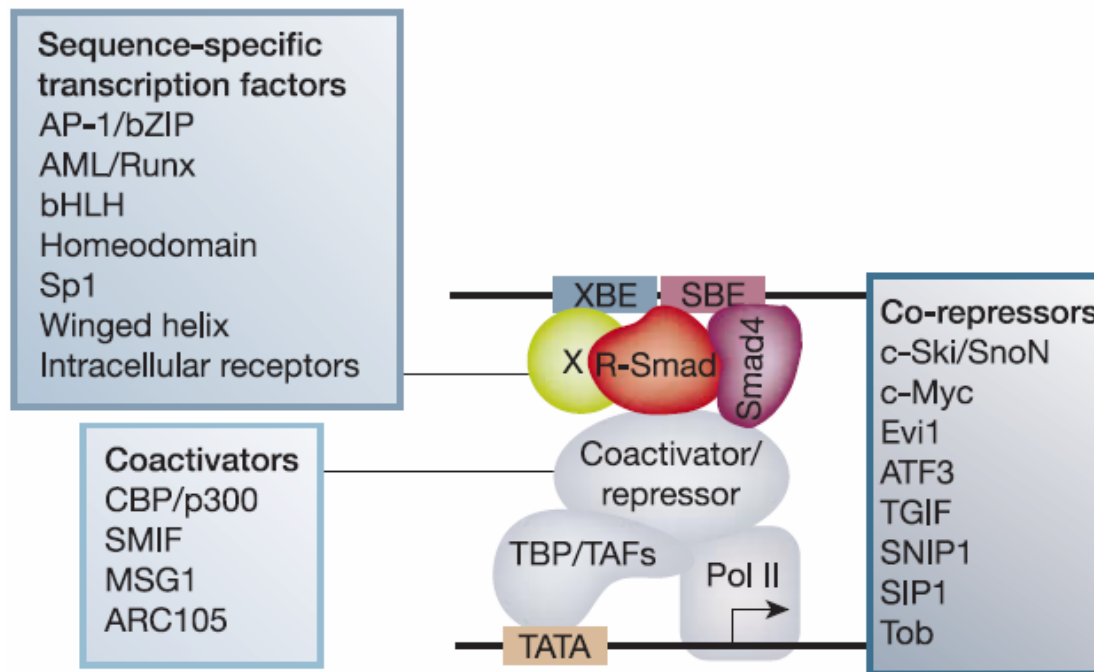 Sequence-specific
transcription factors
AP-1/bZIP
AML/Runx
bHLH
Homeodomain
Sp1
Winged helix
Intracellular receptors
Coactivators
CBP/p300
SMIF
MSG1
ARC105
XBE
SBE
X
R-Smad
Smad4
Coactivator/
repressor
TBP/TAFs
Pol II
TATA
Co-repressors
c-Ski/SnoN
c-Myc
Evi1
ATF3
TGIF
SNIP1
SIP1
Tob